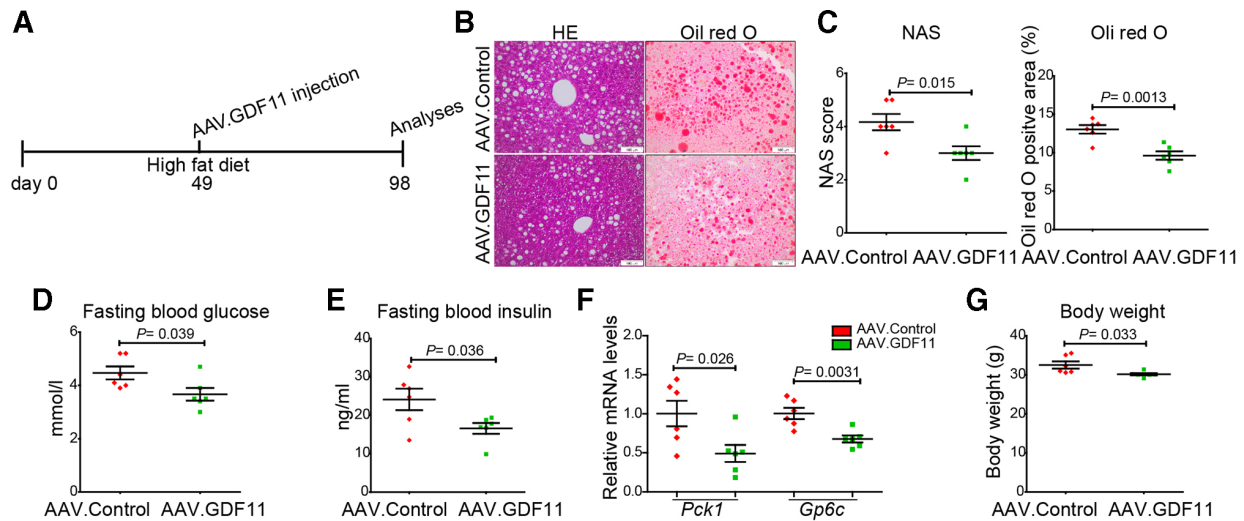 A
AAV.GDF11 injection
Analyses
High fat diet
day 0
49
98
B
HE
Oil red O
AAV.Control
AAV.GDF11
C
NAS
NAS score
6
4
2
0
P= 0.015
AAV.Control AAV.GDF11
Oli red O
Oil red O positve area (%)
20
15
10
5
0
P= 0.0013
AAV.Control AAV.GDF11
D
Fasting blood glucose
mmol/l
6
4
2
0
P= 0.039
AAV.Control AAV.GDF11
E
Fasting blood insulin
ng/ml
40
30
20
10
0
P= 0.036
AAV.Control AAV.GDF11
F
Relative mRNA levels
2.0
1.5
1.0
0.5
0.0
AAV.Control
AAV.GDF11
P= 0.026
P= 0.0031
Pck1
Gp6c
G
Body weight
Body weight (g)
40
30
20
10
0
P= 0.033
AAV.Control AAV.GDF11